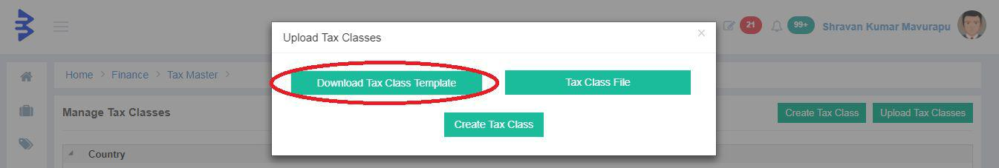 Upload Tax Classes
×
21
99+
Shravan Kumar Mavurapu
Home > Finance > Tax Master >
Download Tax Class Template
Tax Class File
Manage Tax Classes
Create Tax Class
Upload Tax Classes
Create Tax Class
Country